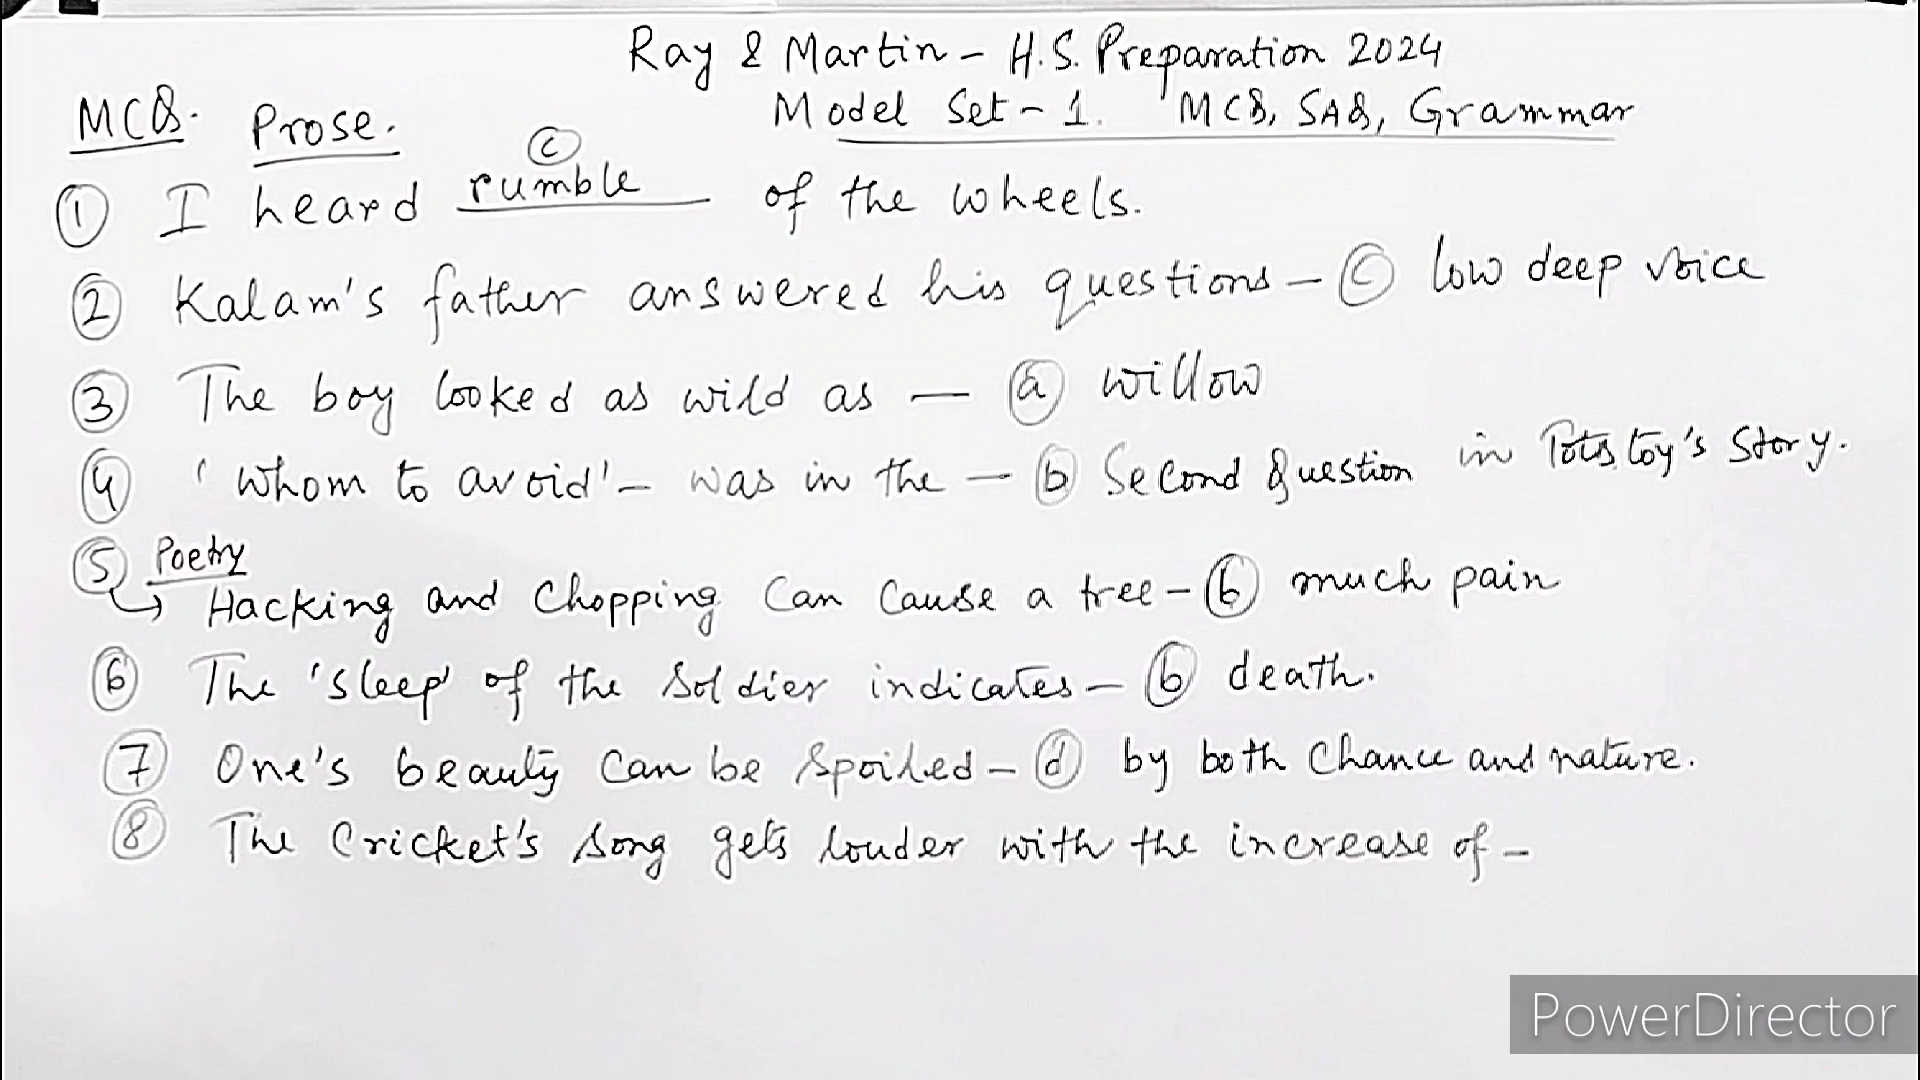 Ray & Martin - H.S. Preparation 2024
Model Set - 1. MCQ, SAQ, Grammar
MCQ. Prose.
① I heard ⓒ rumble of the wheels.
② Kalam's father answered his questions - ⓒ low deep voice
③ The boy looked as wild as - ⓐ willow
④ 'Whom to avoid' - was in the - ⓑ Second Question in Totstoy's Story.
⑤ Poetry
↳ Hacking and Chopping Can Cause a tree - ⓑ much pain
⑥ The 'sleep' of the Soldier indicates - ⓑ death.
⑦ One's beauty can be Spoiled - ⓓ by both Chance and nature.
⑧ The Cricket's Song gets louder with the increase of -
PowerDirector